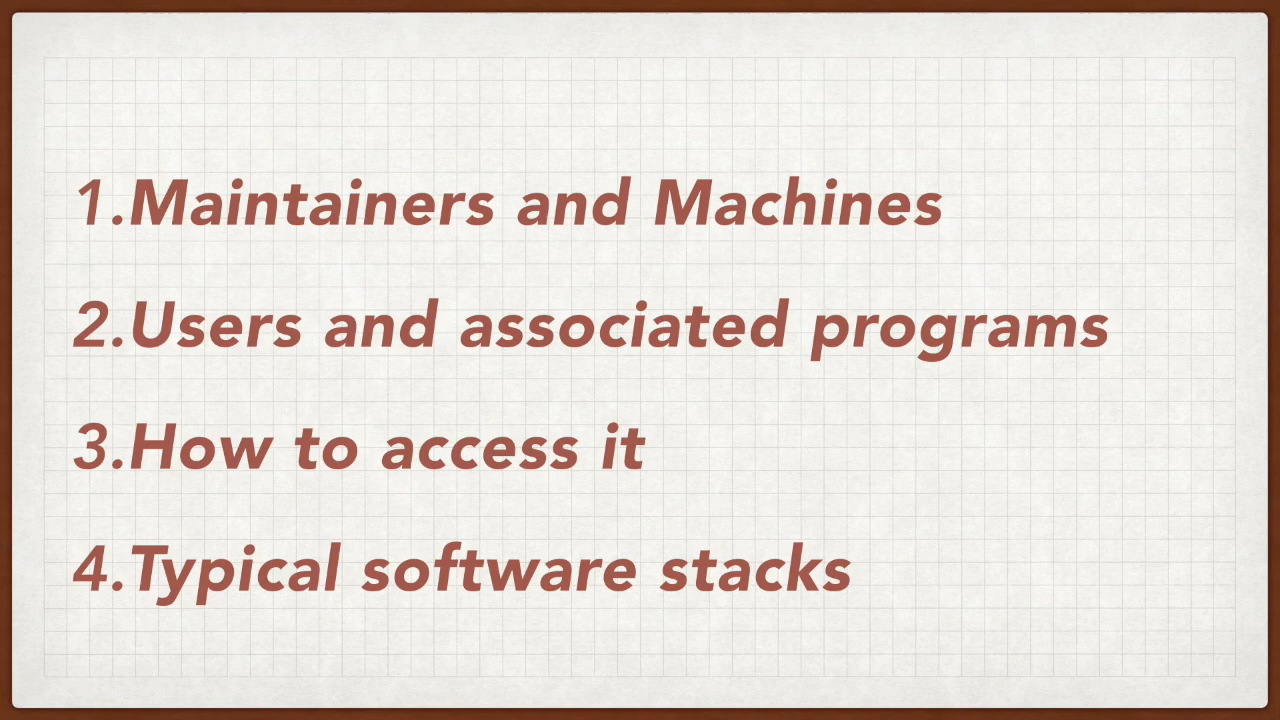 1.Maintainers and Machines
2.Users and associated programs
3.How to access it
4.Typical software stacks